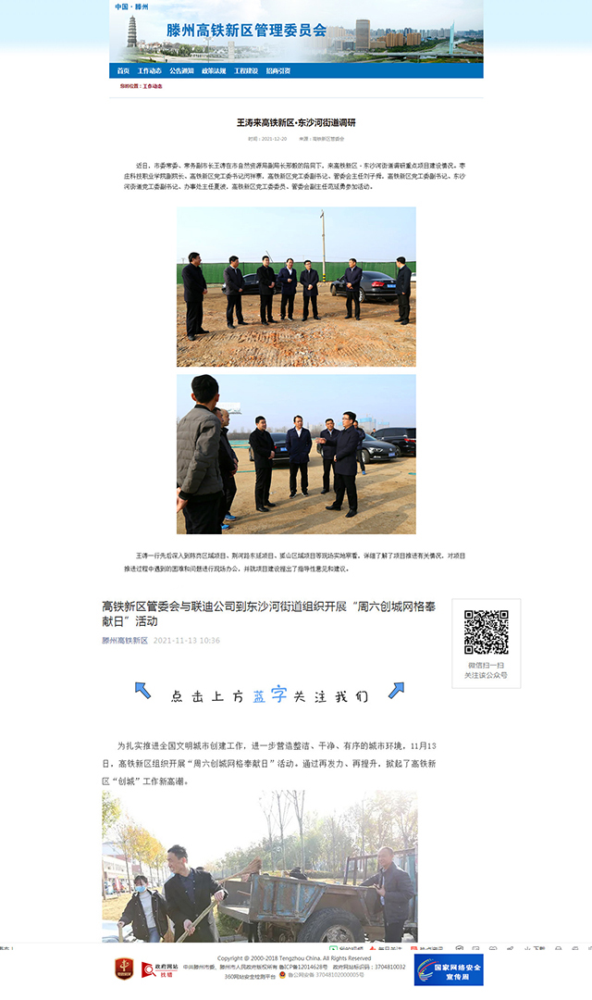 中国·滕州
滕州高铁新区管理委员会
首页 工作动态 公告通知 政策法规 工程建设 招商引资
您的位置：工作动态
王涛来高铁新区·东沙河街道调研
时间：2021-12-20 来源：高铁新区管委会
近日，市委常委、常务副市长王涛在市自然资源局副局长邢毅的陪同下，来高铁新区·东沙河街道调研重点项目建设情况。枣
庄科技职业学院副院长、高铁新区党工委书记闵祥票，高铁新区党工委副书记、管委会主任刘子舜，高铁新区党工委副书记、东沙
河街道党工委副书记、办事处主任夏波，高铁新区党工委委员、管委会副主任范延勇参加活动。
王涛一行先后深入到陈岗区域项目、荆河路东延项目、狐山区域项目等现场实地察看，详细了解了项目推进有关情况，对项目
推进过程中遇到的困难和问题进行现场办公，并就项目建设提出了指导性意见和建议。
高铁新区管委会与联迪公司到东沙河街道组织开展“周六创城网格奉
献日”活动
滕州高铁新区 2021-11-13 10:36
微信扫一扫
关注该公众号
点击上方蓝字关注我们
为扎实推进全国文明城市创建工作，进一步营造整洁、干净、有序的城市环境，11月13
日，高铁新区组织开展“周六创城网格奉献日”活动。通过再发力、再提升，掀起了高铁新
区“创城”工作新高潮。
我的视频 每日关注 热点资讯 下载
Copyright @ 2000-2018 Tengzhou China. All Rights Reserved
中共滕州市委、滕州市人民政府版权所有 鲁ICP备12014628号 政府网站标识码：3704810032
360网站安全检测平台 鲁公网安备 37048102000005号
政府网站
找错
国家网络安全
宣传周